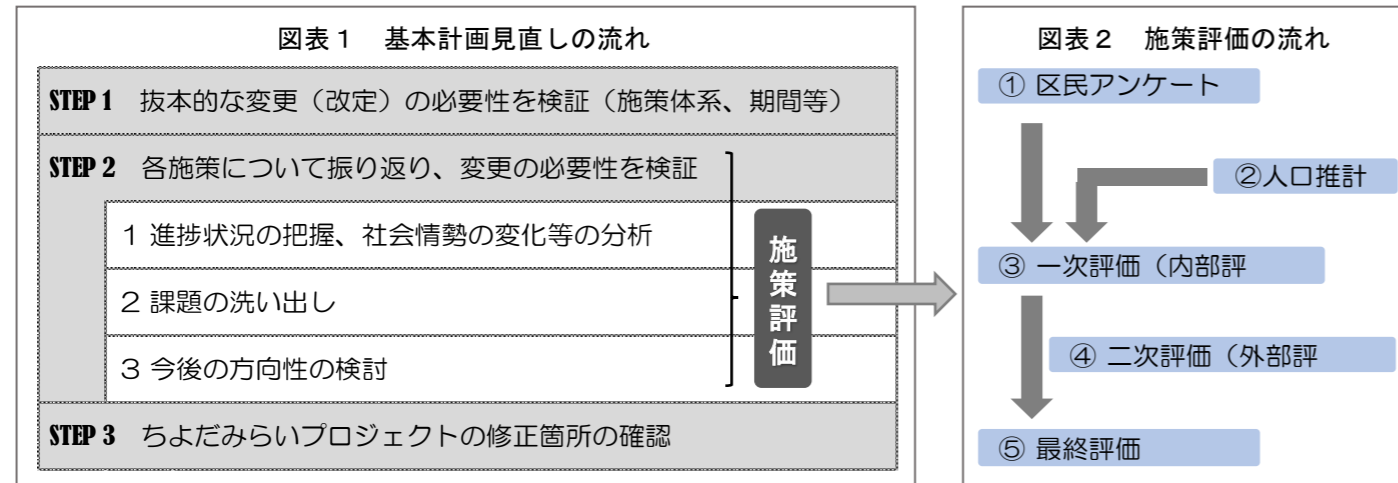 図表1 基本計画見直しの流れ
STEP 1 抜本的な変更（改定）の必要性を検証（施策体系、期間等）
STEP 2 各施策について振り返り、変更の必要性を検証
1 進捗状況の把握、社会情勢の変化等の分析
2 課題の洗い出し
3 今後の方向性の検討
施策評価
STEP 3 ちよだみらいプロジェクトの修正箇所の確認
図表2 施策評価の流れ
① 区民アンケート
②人口推計
③ 一次評価（内部評
④ 二次評価（外部評
⑤ 最終評価